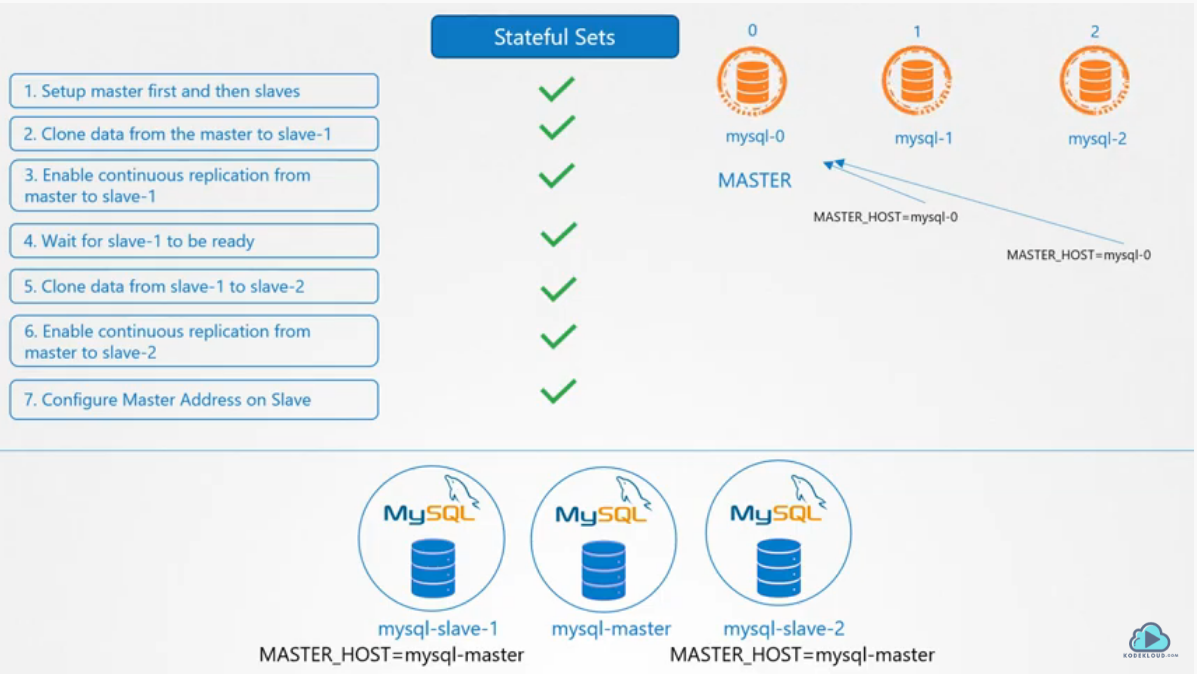 Stateful Sets
1. Setup master first and then slaves
2. Clone data from the master to slave-1
3. Enable continuous replication from
master to slave-1
4. Wait for slave-1 to be ready
5. Clone data from slave-1 to slave-2
6. Enable continuous replication from
master to slave-2
7. Configure Master Address on Slave
0
1
2
mysql-0
mysql-1
mysql-2
MASTER
MASTER_HOST=mysql-0
MASTER_HOST=mysql-0
MySQL
MySQL
MySQL
mysql-slave-1
mysql-master
mysql-slave-2
MASTER_HOST=mysql-master
MASTER_HOST=mysql-master
KODEKLOUD.COM